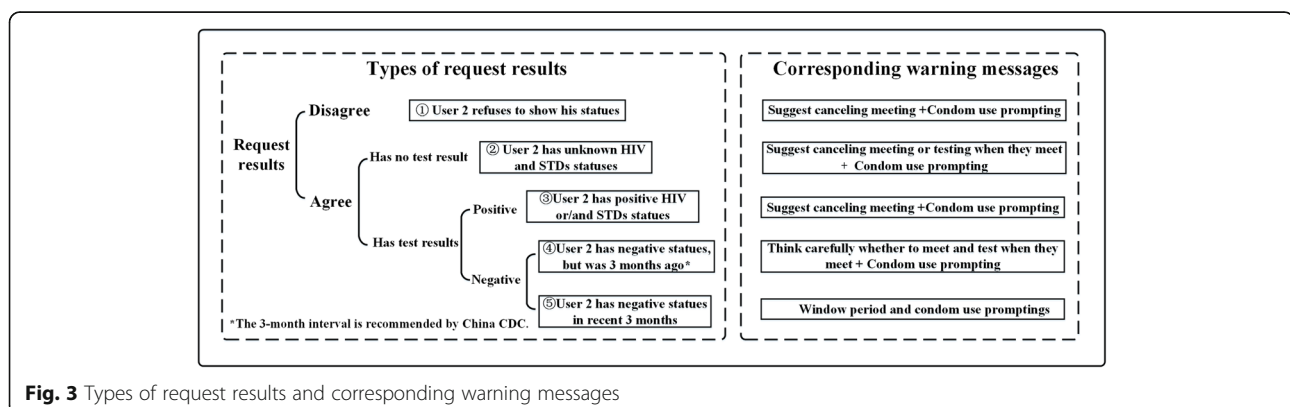 Types of request results
Disagree
① User 2 refuses to show his statues
Request
results
Agree
Has no test result
② User 2 has unknown HIV
and STDs statuses
Has test results
Positive
③User 2 has positive HIV
or/and STDs statues
Negative
④User 2 has negative statues,
but was 3 months ago*
⑤User 2 has negative statues
in recent 3 months
*The 3-month interval is recommended by China CDC.
Corresponding warning messages
Suggest canceling meeting +Condom use prompting
Suggest canceling meeting or testing when they meet
+ Condom use prompting
Suggest canceling meeting +Condom use prompting
Think carefully whether to meet and test when they
meet + Condom use prompting
Window period and condom use promptings
Fig. 3 Types of request results and corresponding warning messages